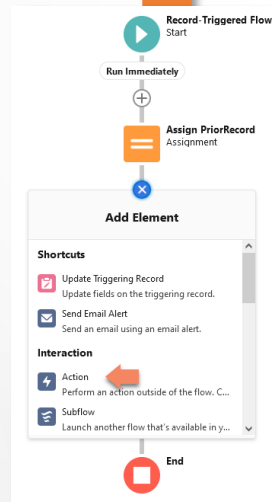 Record-Triggered Flow
Start
Run Immediately
Assign PriorRecord
Assignment
Add Element
Shortcuts
Update Triggering Record
Update fields on the triggering record.
Send Email Alert
Send an email using an email alert.
Interaction
Action
Perform an action outside of the flow. C...
Subflow
Launch another flow that's available in y...
End